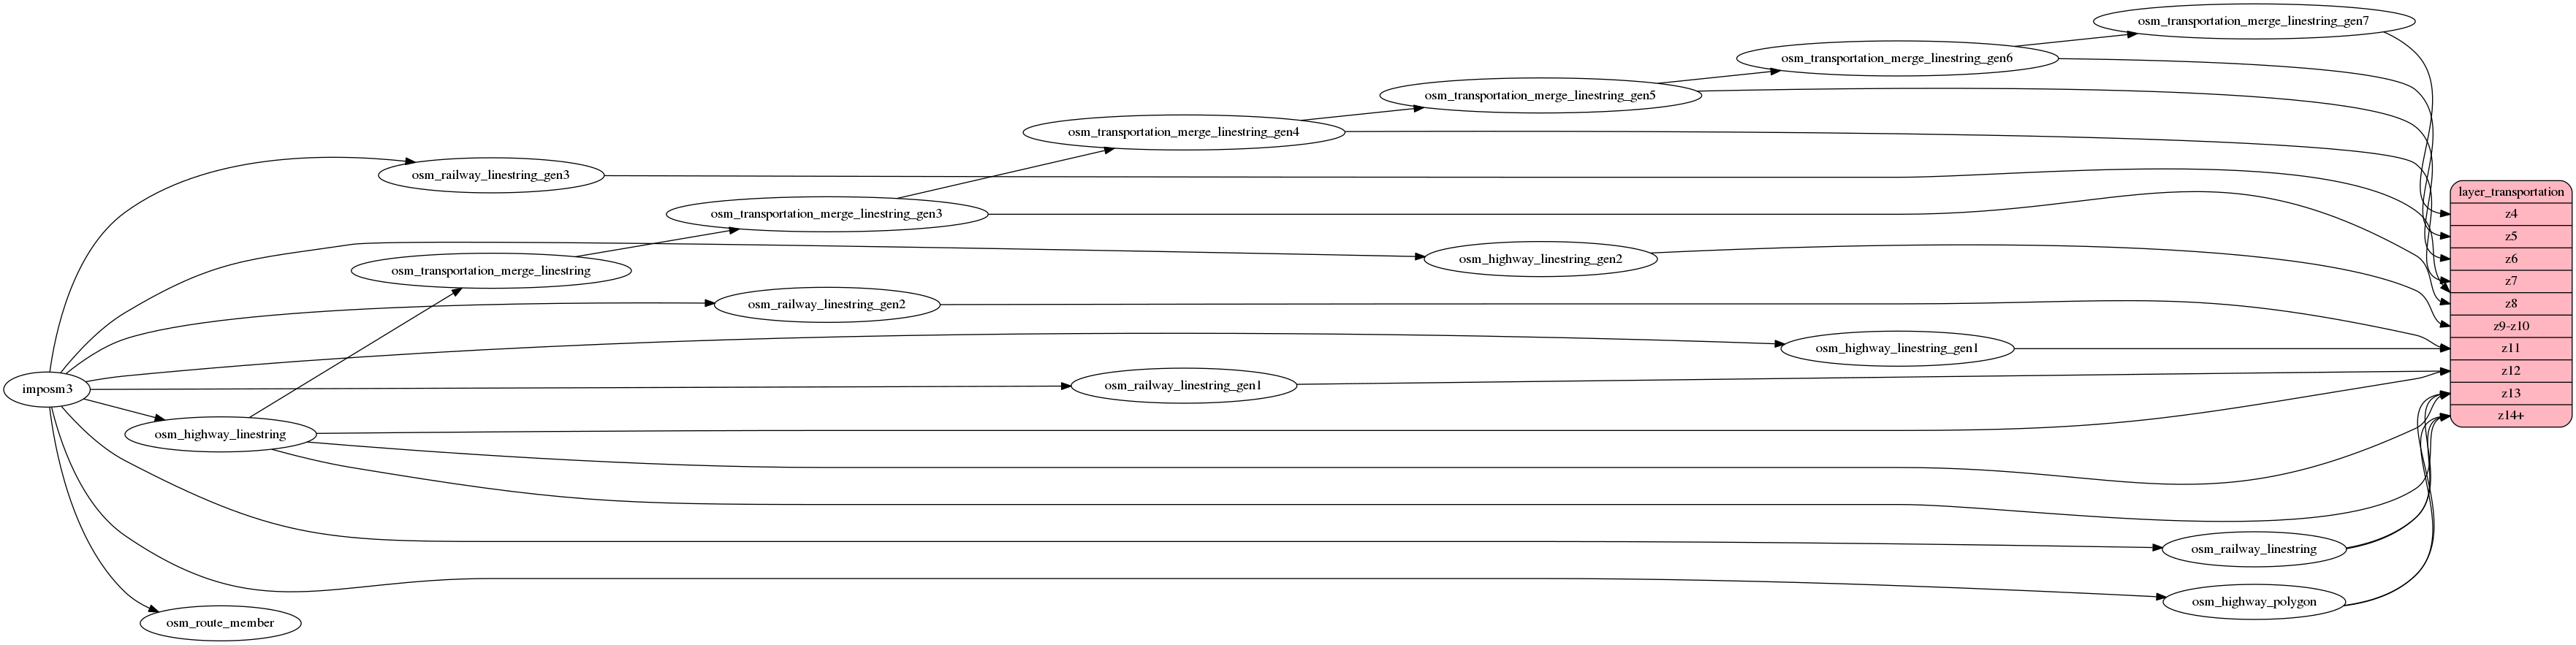 osm_transportation_merge_linestring_gen7
osm_transportation_merge_linestring_gen6
osm_transportation_merge_linestring_gen5
osm_transportation_merge_linestring_gen4
osm_railway_linestring_gen3
osm_transportation_merge_linestring_gen3
osm_highway_linestring_gen2
osm_transportation_merge_linestring
osm_railway_linestring_gen2
osm_highway_linestring_gen1
osm_railway_linestring_gen1
imposm3
osm_highway_linestring
osm_railway_linestring
osm_highway_polygon
osm_route_member
layer_transportation
z4
z5
z6
z7
z8
z9-z10
z11
z12
z13
z14+